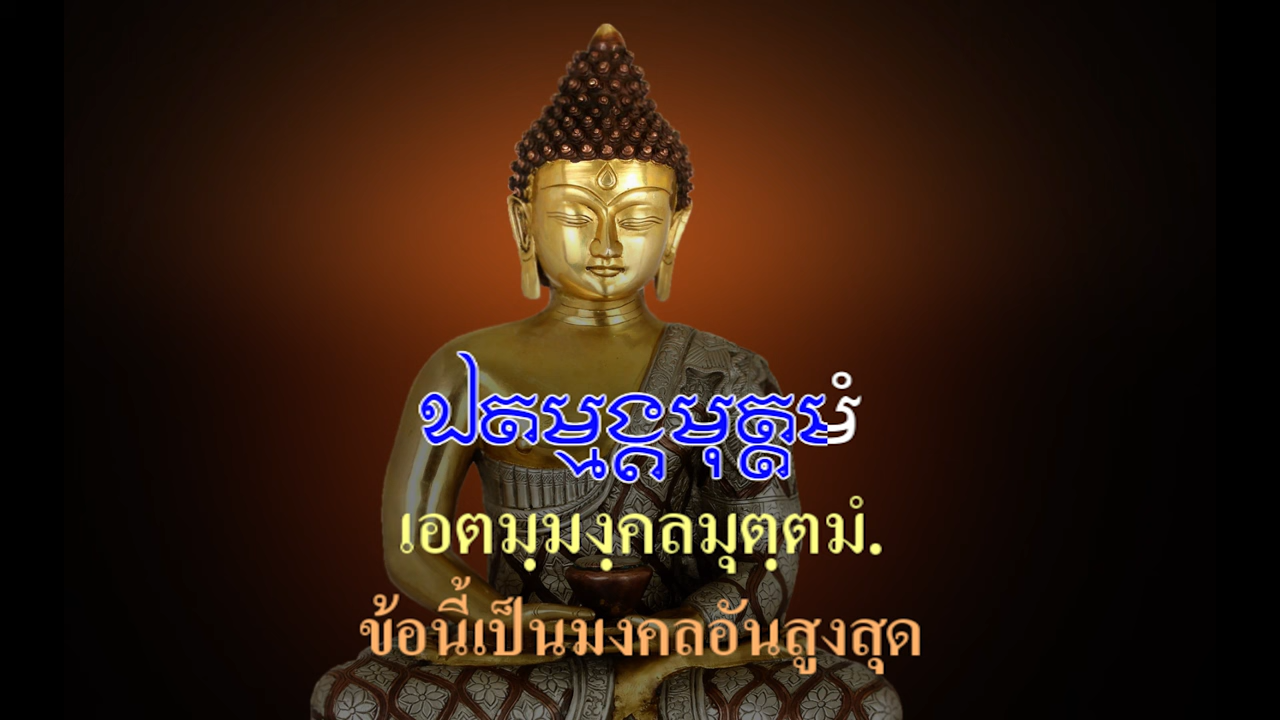 ឯតម្មង្គមុត្តមំ
เอตมฺมงฺคลมุตฺตมํ.
ข้อนี้เป็นมงคลอันสูงสุด